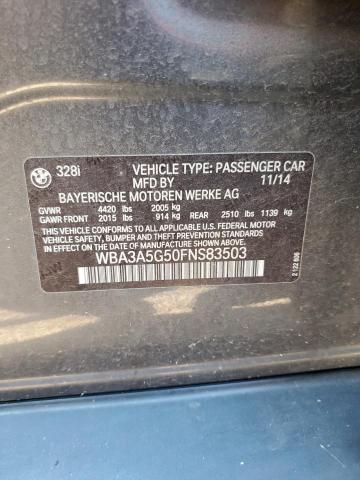 328i VEHICLE TYPE: PASSENGER CAR
MFD BY 11/14
BAYERISCHE MOTOREN WERKE AG
GVWR 4420 lbs 2005 kg
GAWR FRONT 2015 lbs 914 kg REAR 2510 lbs 1139 kg
THIS VEHICLE CONFORMS TO ALL APPLICABLE U.S. FEDERAL MOTOR
VEHICLE SAFETY, BUMPER AND THEFT PREVENTION STANDARDS IN
EFFECT ON THE DATE OF MANUFACTURE SHOWN ABOVE.
WBA3A5G50FNS83503